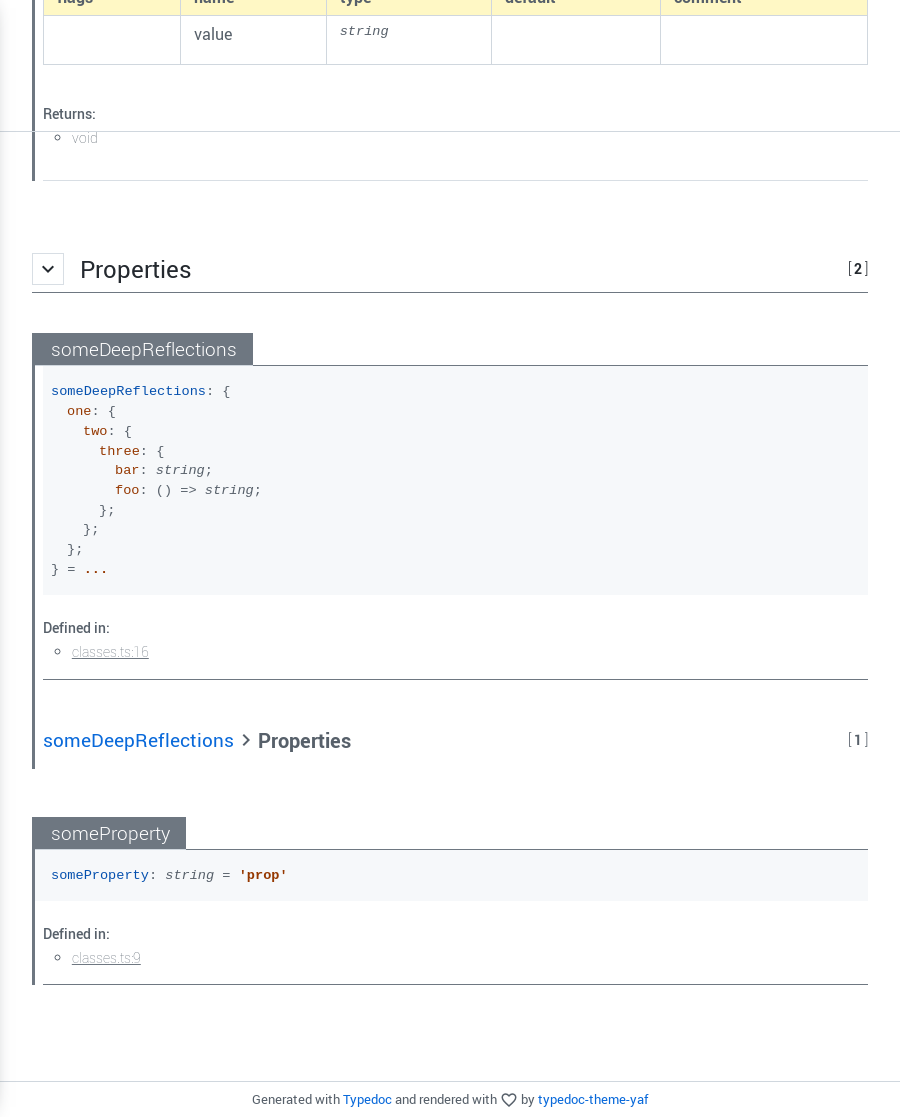 flags name type default comment
value string
Returns:
void
Properties [ 2 ]
someDeepReflections
someDeepReflections: {
one: {
two: {
three: {
bar: string;
foo: () => string;
};
};
};
} = ...
Defined in:
classes.ts:16
someDeepReflections > Properties [ 1 ]
someProperty
someProperty: string = 'prop'
Defined in:
classes.ts:9
Generated with Typedoc and rendered with ♡ by typedoc-theme-yaf